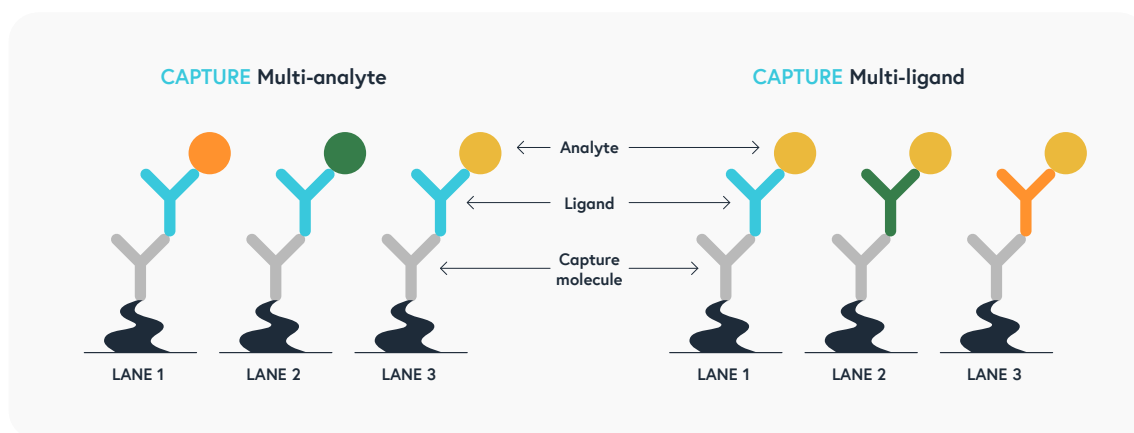 CAPTURE Multi-analyte
CAPTURE Multi-ligand
Analyte
Ligand
Capture
molecule
LANE 1
LANE 2
LANE 3
LANE 1
LANE 2
LANE 3